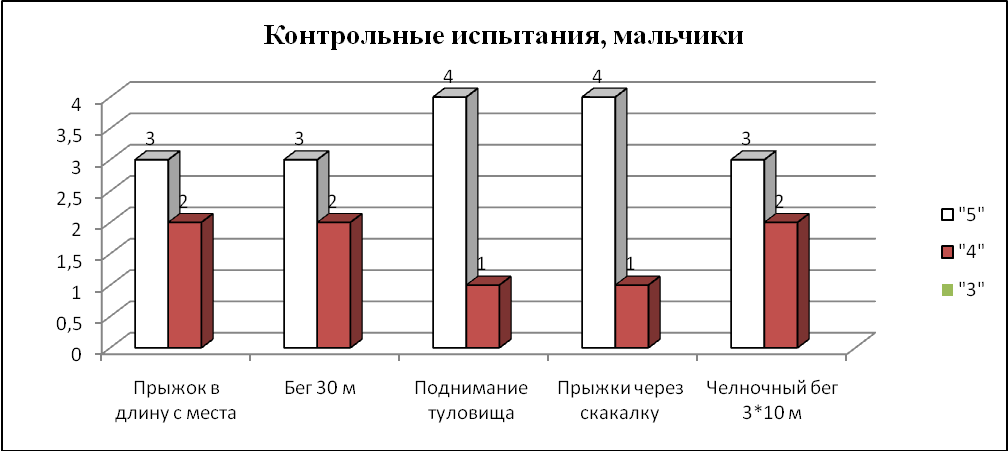 Контрольные испытания, мальчики
4
3,5
3
2,5
2
1,5
1
0,5
0
3
2
3
2
4
1
4
1
3
2
Прыжок в
длину с места
Бег 30 м
Поднимание
туловища
Прыжки через
скакалку
Челночный бег
3*10 м
"5"
"4"
"3"